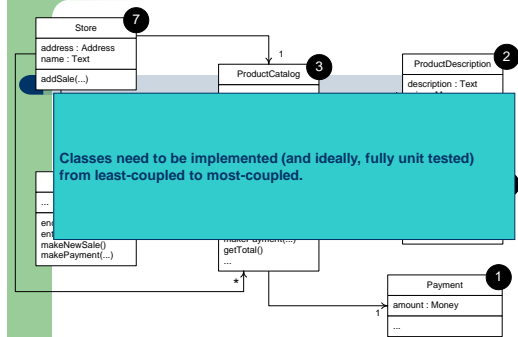 Store
7
address : Address
name : Text
addSale(...)
1
ProductCatalog
3
ProductDescription
2
description : Text
Classes need to be implemented (and ideally, fully unit tested)
from least-coupled to most-coupled.
...
makeNewSale()
makePayment(...)
getTotal()
...
*
Payment
1
amount : Money
...
1